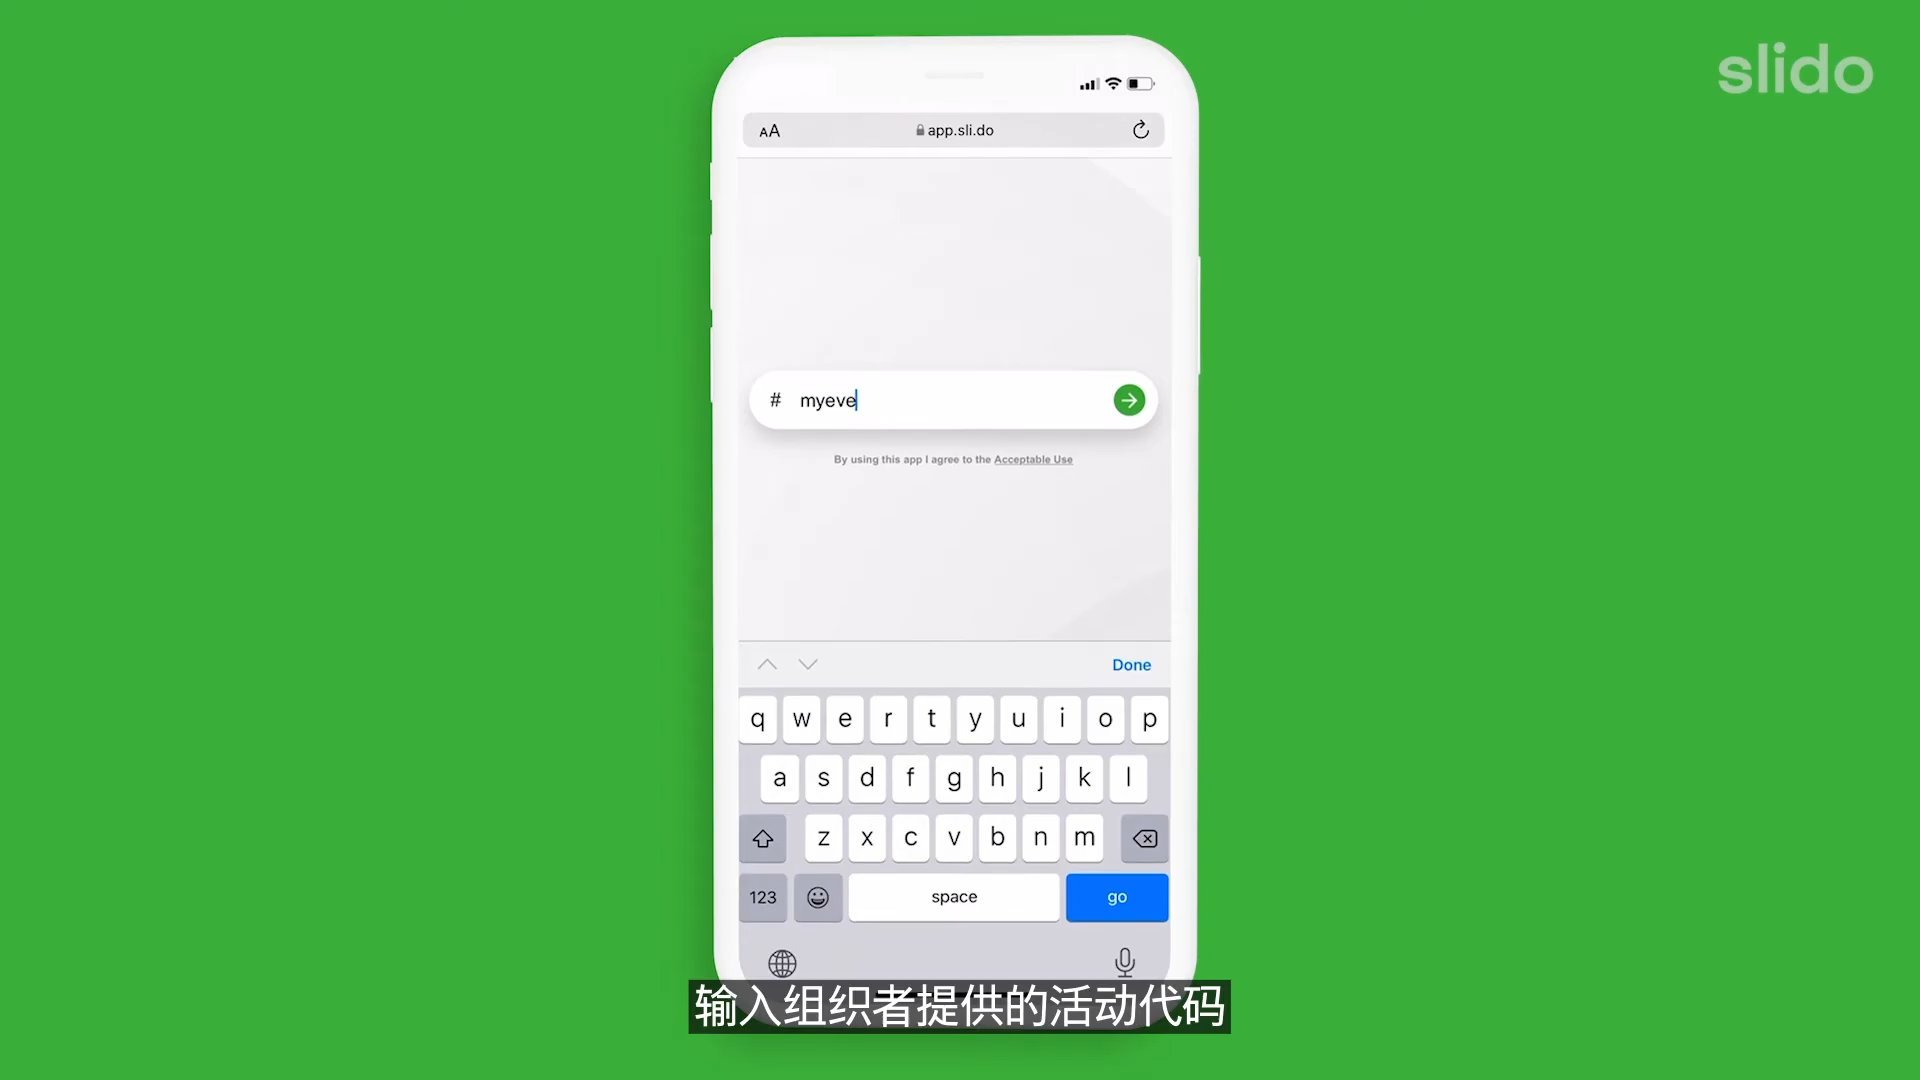 slido
AA
app.sli.do
# myeve
By using this app I agree to the Acceptable Use
Done
q w e r t y u i o p
a s d f g h j k l
z x c v b n m
123 space go
输入组织者提供的活动代码